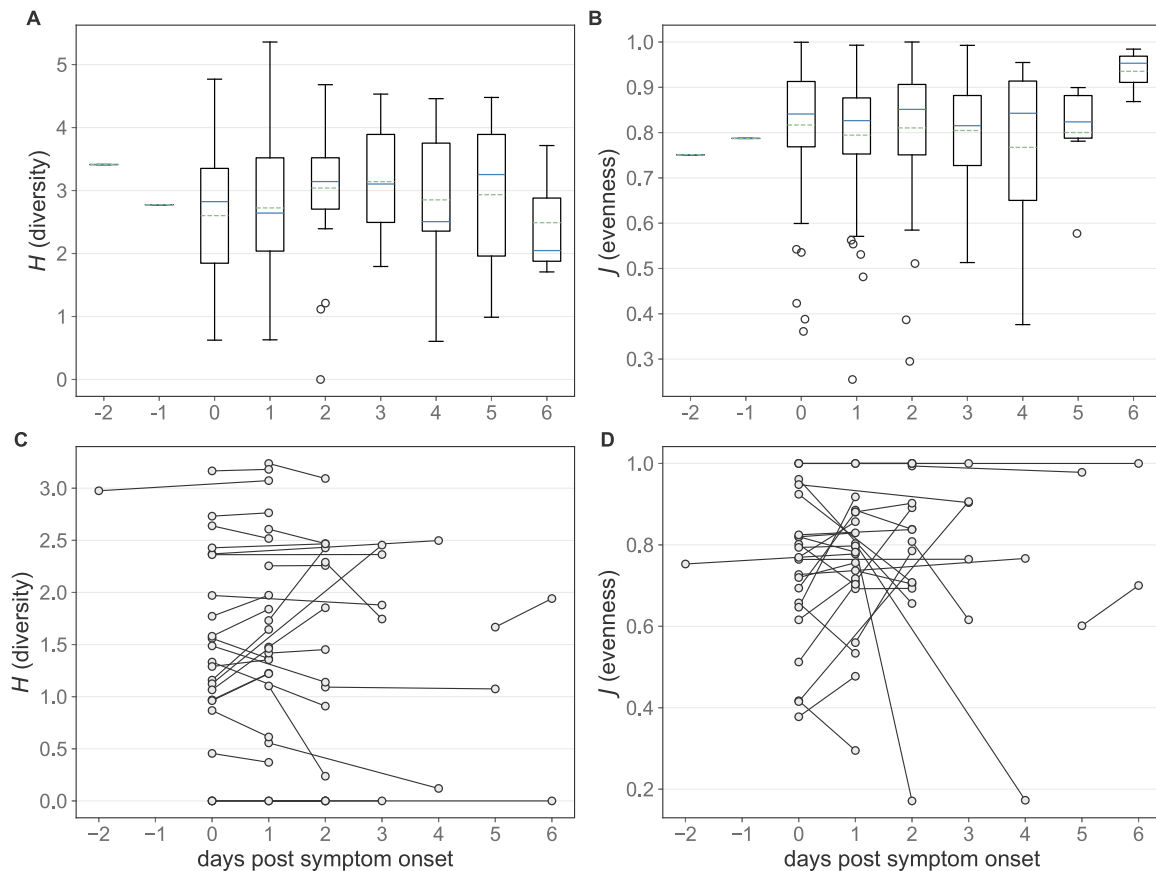 A
H (diversity)
5
4
3
2
1
0
-2 -1 0 1 2 3 4 5 6
B
J (evenness)
1.0
0.9
0.8
0.7
0.6
0.5
0.4
0.3
-2 -1 0 1 2 3 4 5 6
C
H (diversity)
3.0
2.5
2.0
1.5
1.0
0.5
0.0
−2 −1 0 1 2 3 4 5 6
days post symptom onset
D
J (evenness)
1.0
0.8
0.6
0.4
0.2
−2 −1 0 1 2 3 4 5 6
days post symptom onset